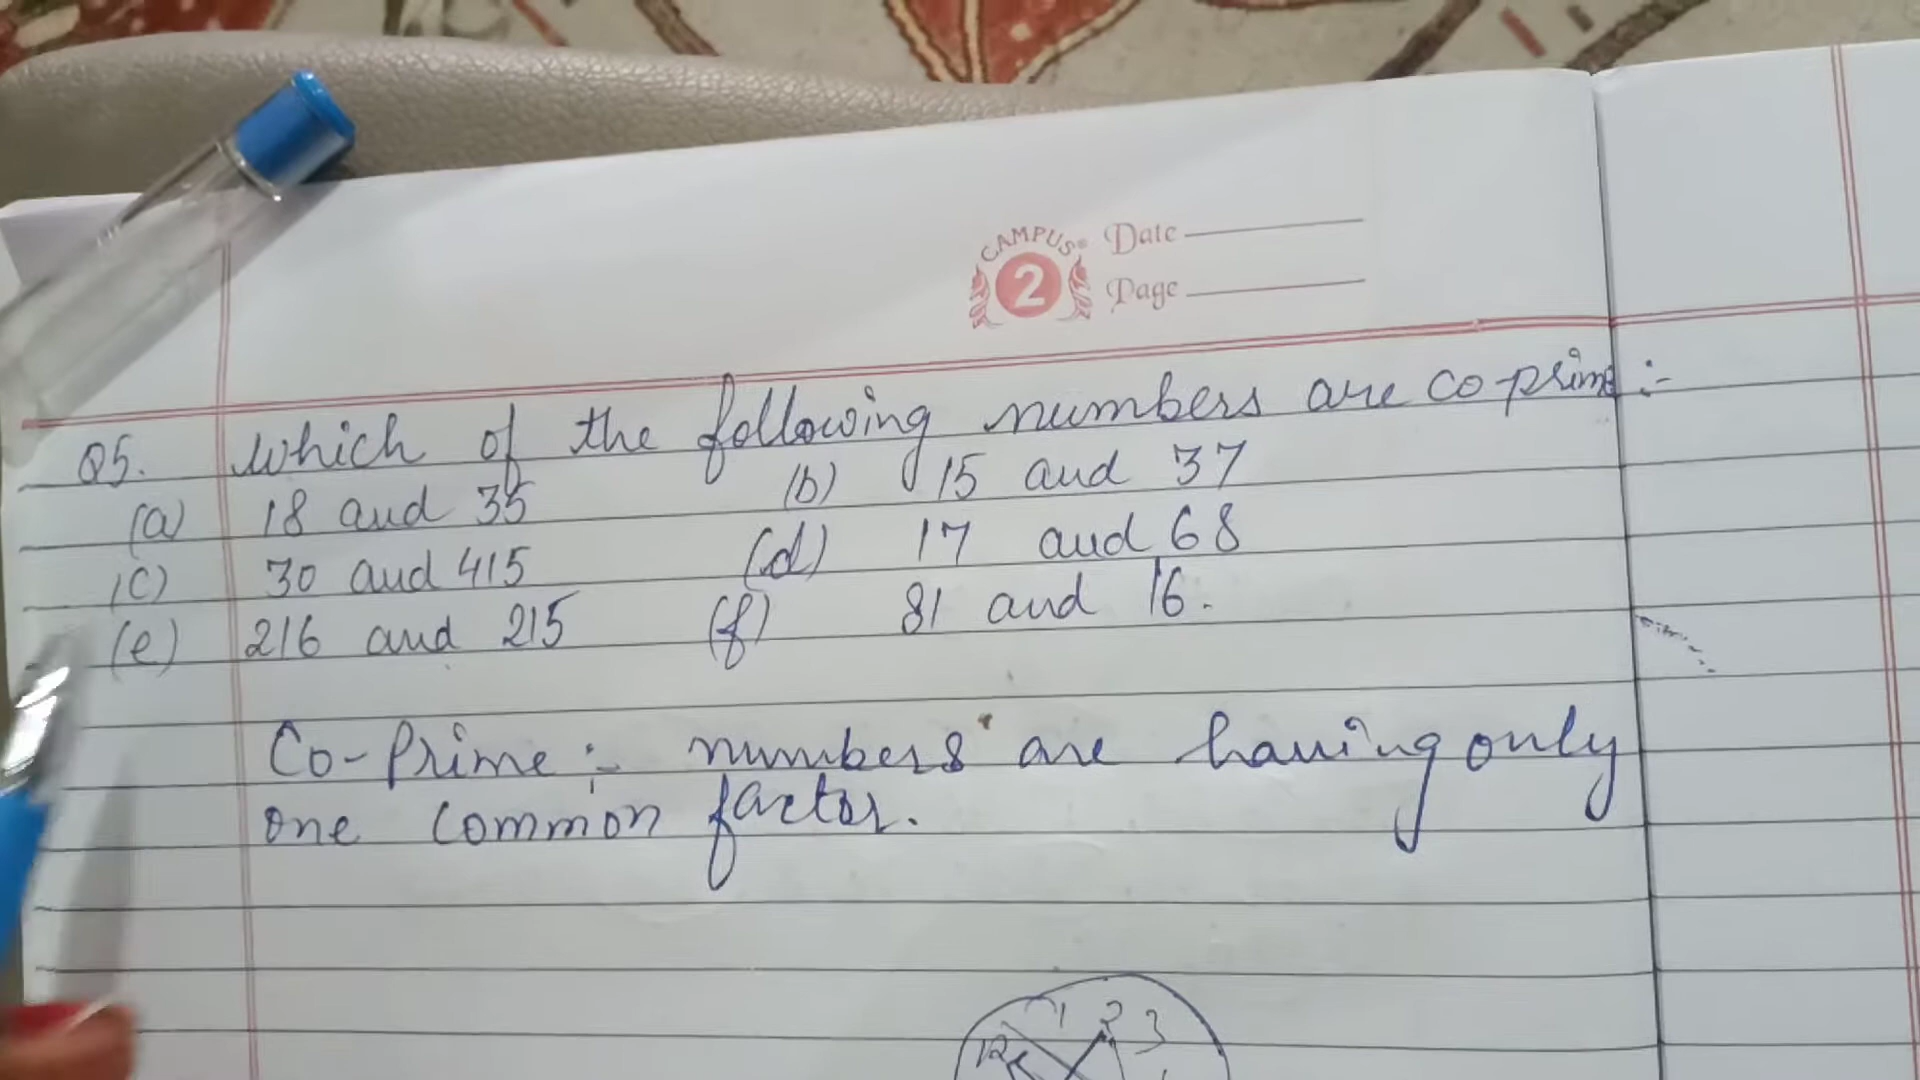 CAMPUS® Date
2 Page
Q5. Which of the following numbers are co-prime :-
(a) 18 and 35 (b) 15 and 37
(c) 30 and 415 (d) 17 and 68
(e) 216 and 215 (f) 81 and 16.
Co-Prime :- numbers are having only
one common factor.
1 2 3
12